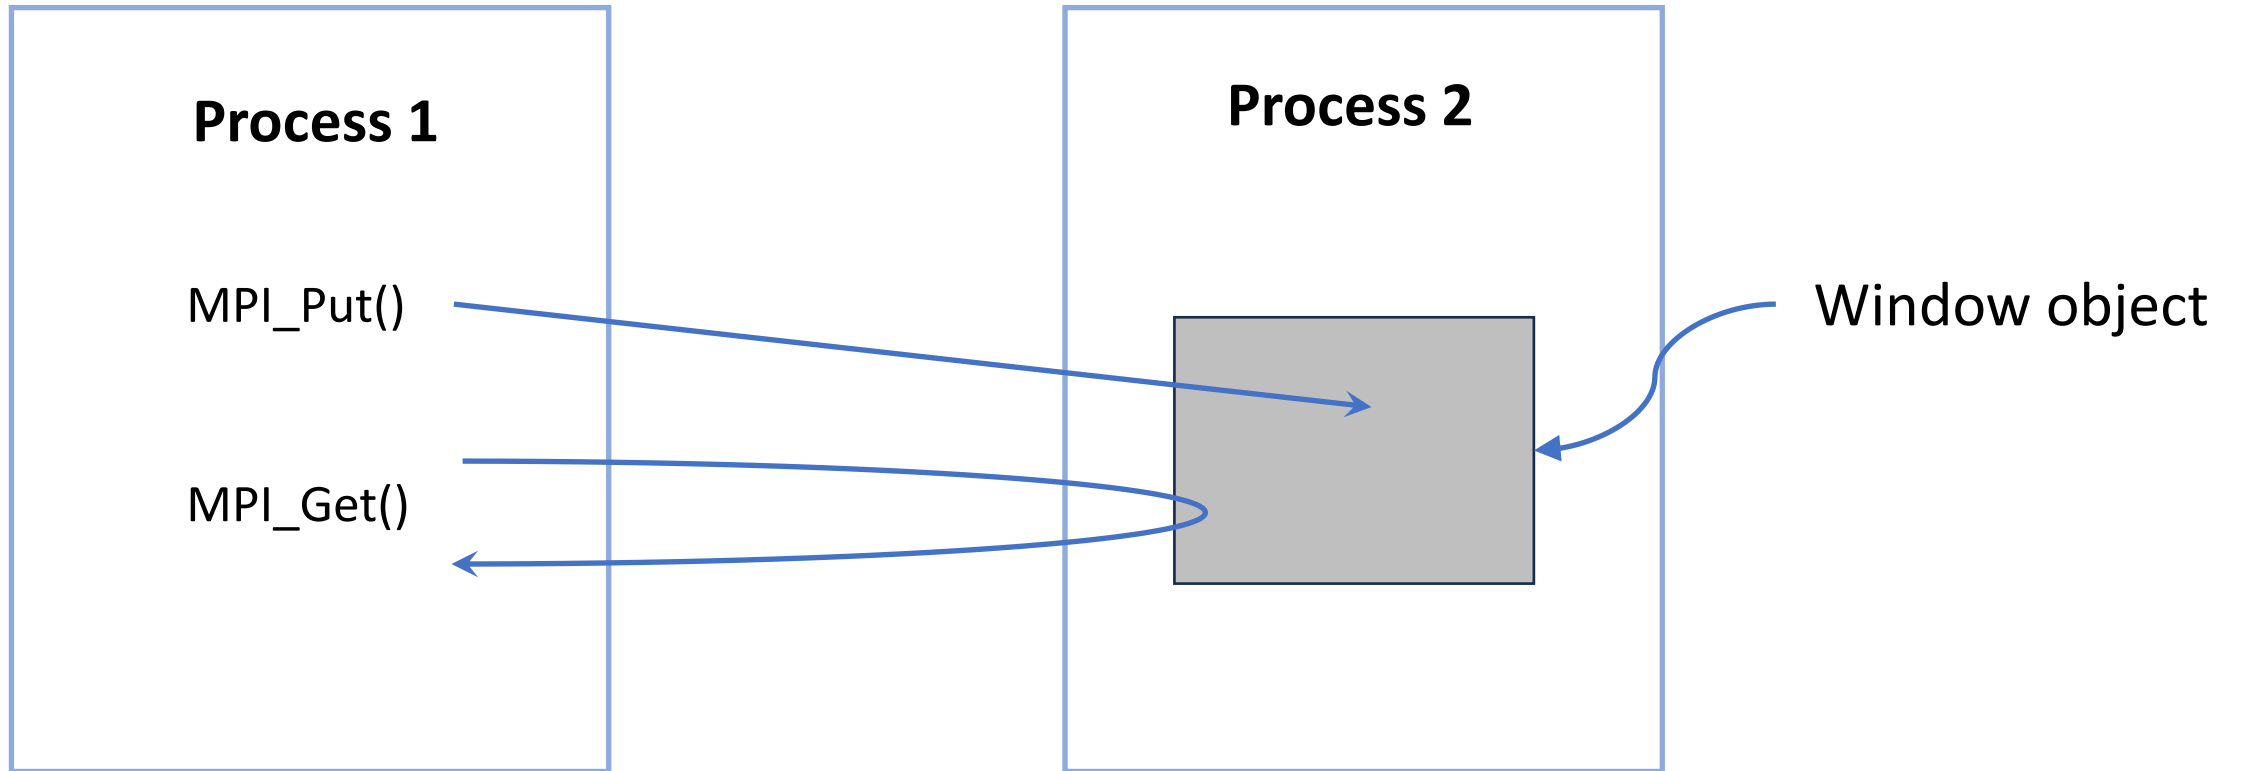 Process 1
Process 2
MPI_Put()
Window object
MPI_Get()